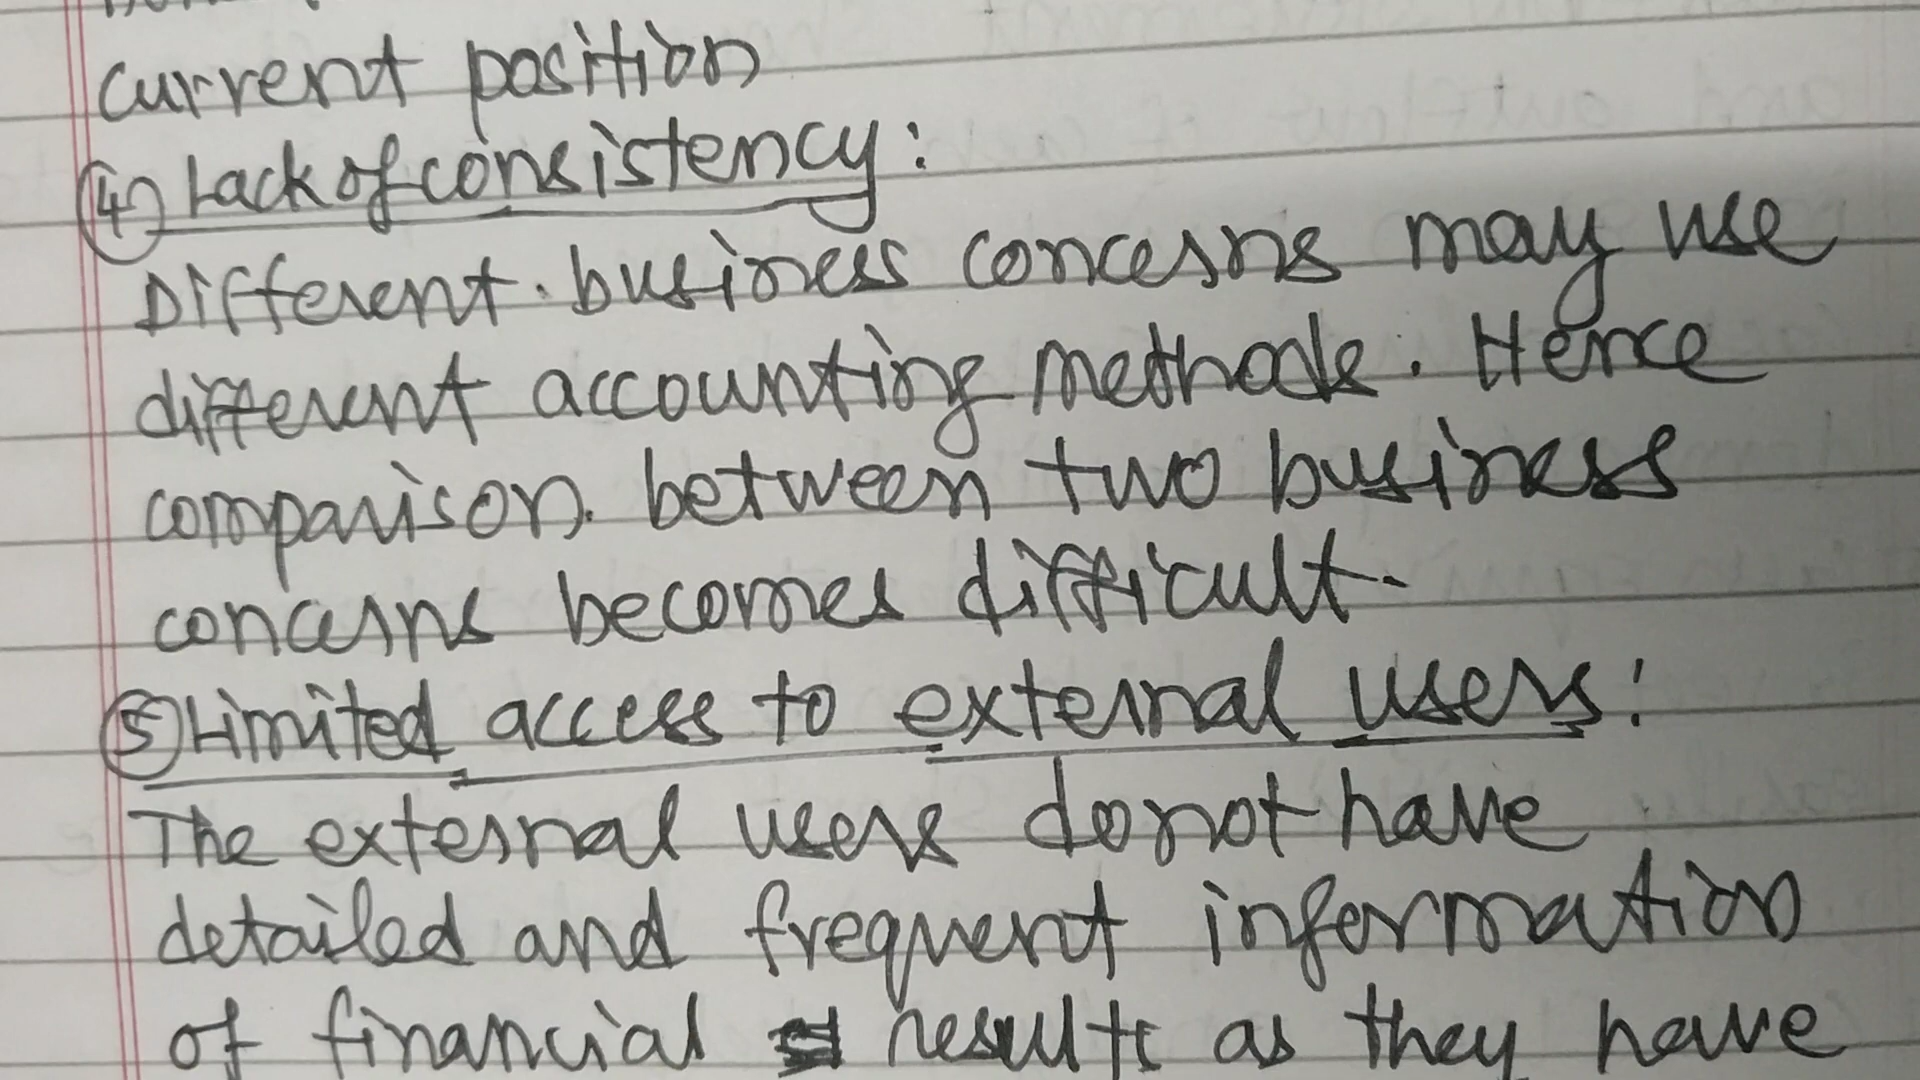 current position
④ Lack of consistency:
Different business concerns may use
different accounting methods. Hence
comparison between two business
concerns becomes difficult.
⑤ Limited access to external users:
The external users do not have
detailed and frequent information
of financial results as they have